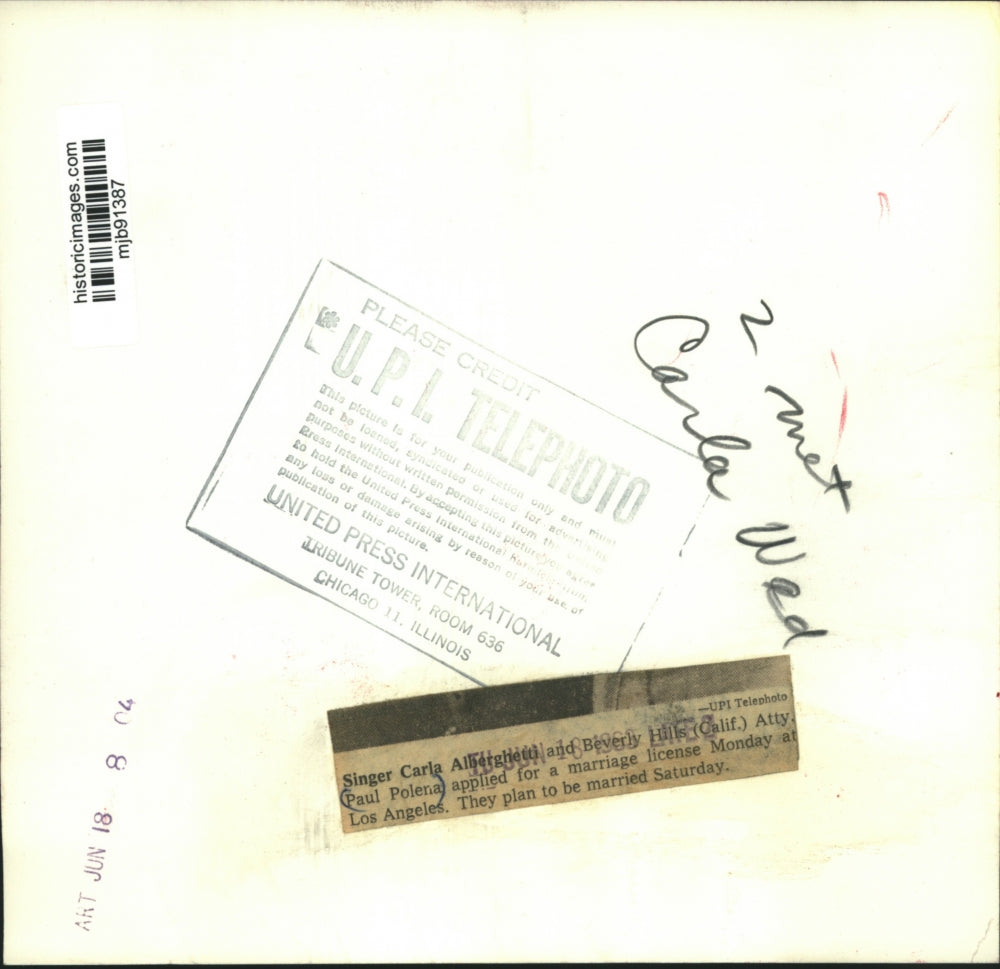 historicimages.com
mjb91387
PLEASE CREDIT
U.P.I. TELEPHOTO
This picture is for your publication only and must
not be loaned, syndicated or used for advertising
purposes without written permission from the United
Press International. By accepting this picture you agree
to hold the United Press International harmless from
any loss or damage arising by reason of your use or
publication of this picture.
UNITED PRESS INTERNATIONAL
TRIBUNE TOWER, ROOM 636
CHICAGO 11, ILLINOIS
2 met
Carla Wed
—UPI Telephoto
Singer Carla Alberghetti and Beverly Hills (Calif.) Atty.
Paul Polena applied for a marriage license Monday at
Los Angeles. They plan to be married Saturday.
JUN 18
ART JUN 18 8 04